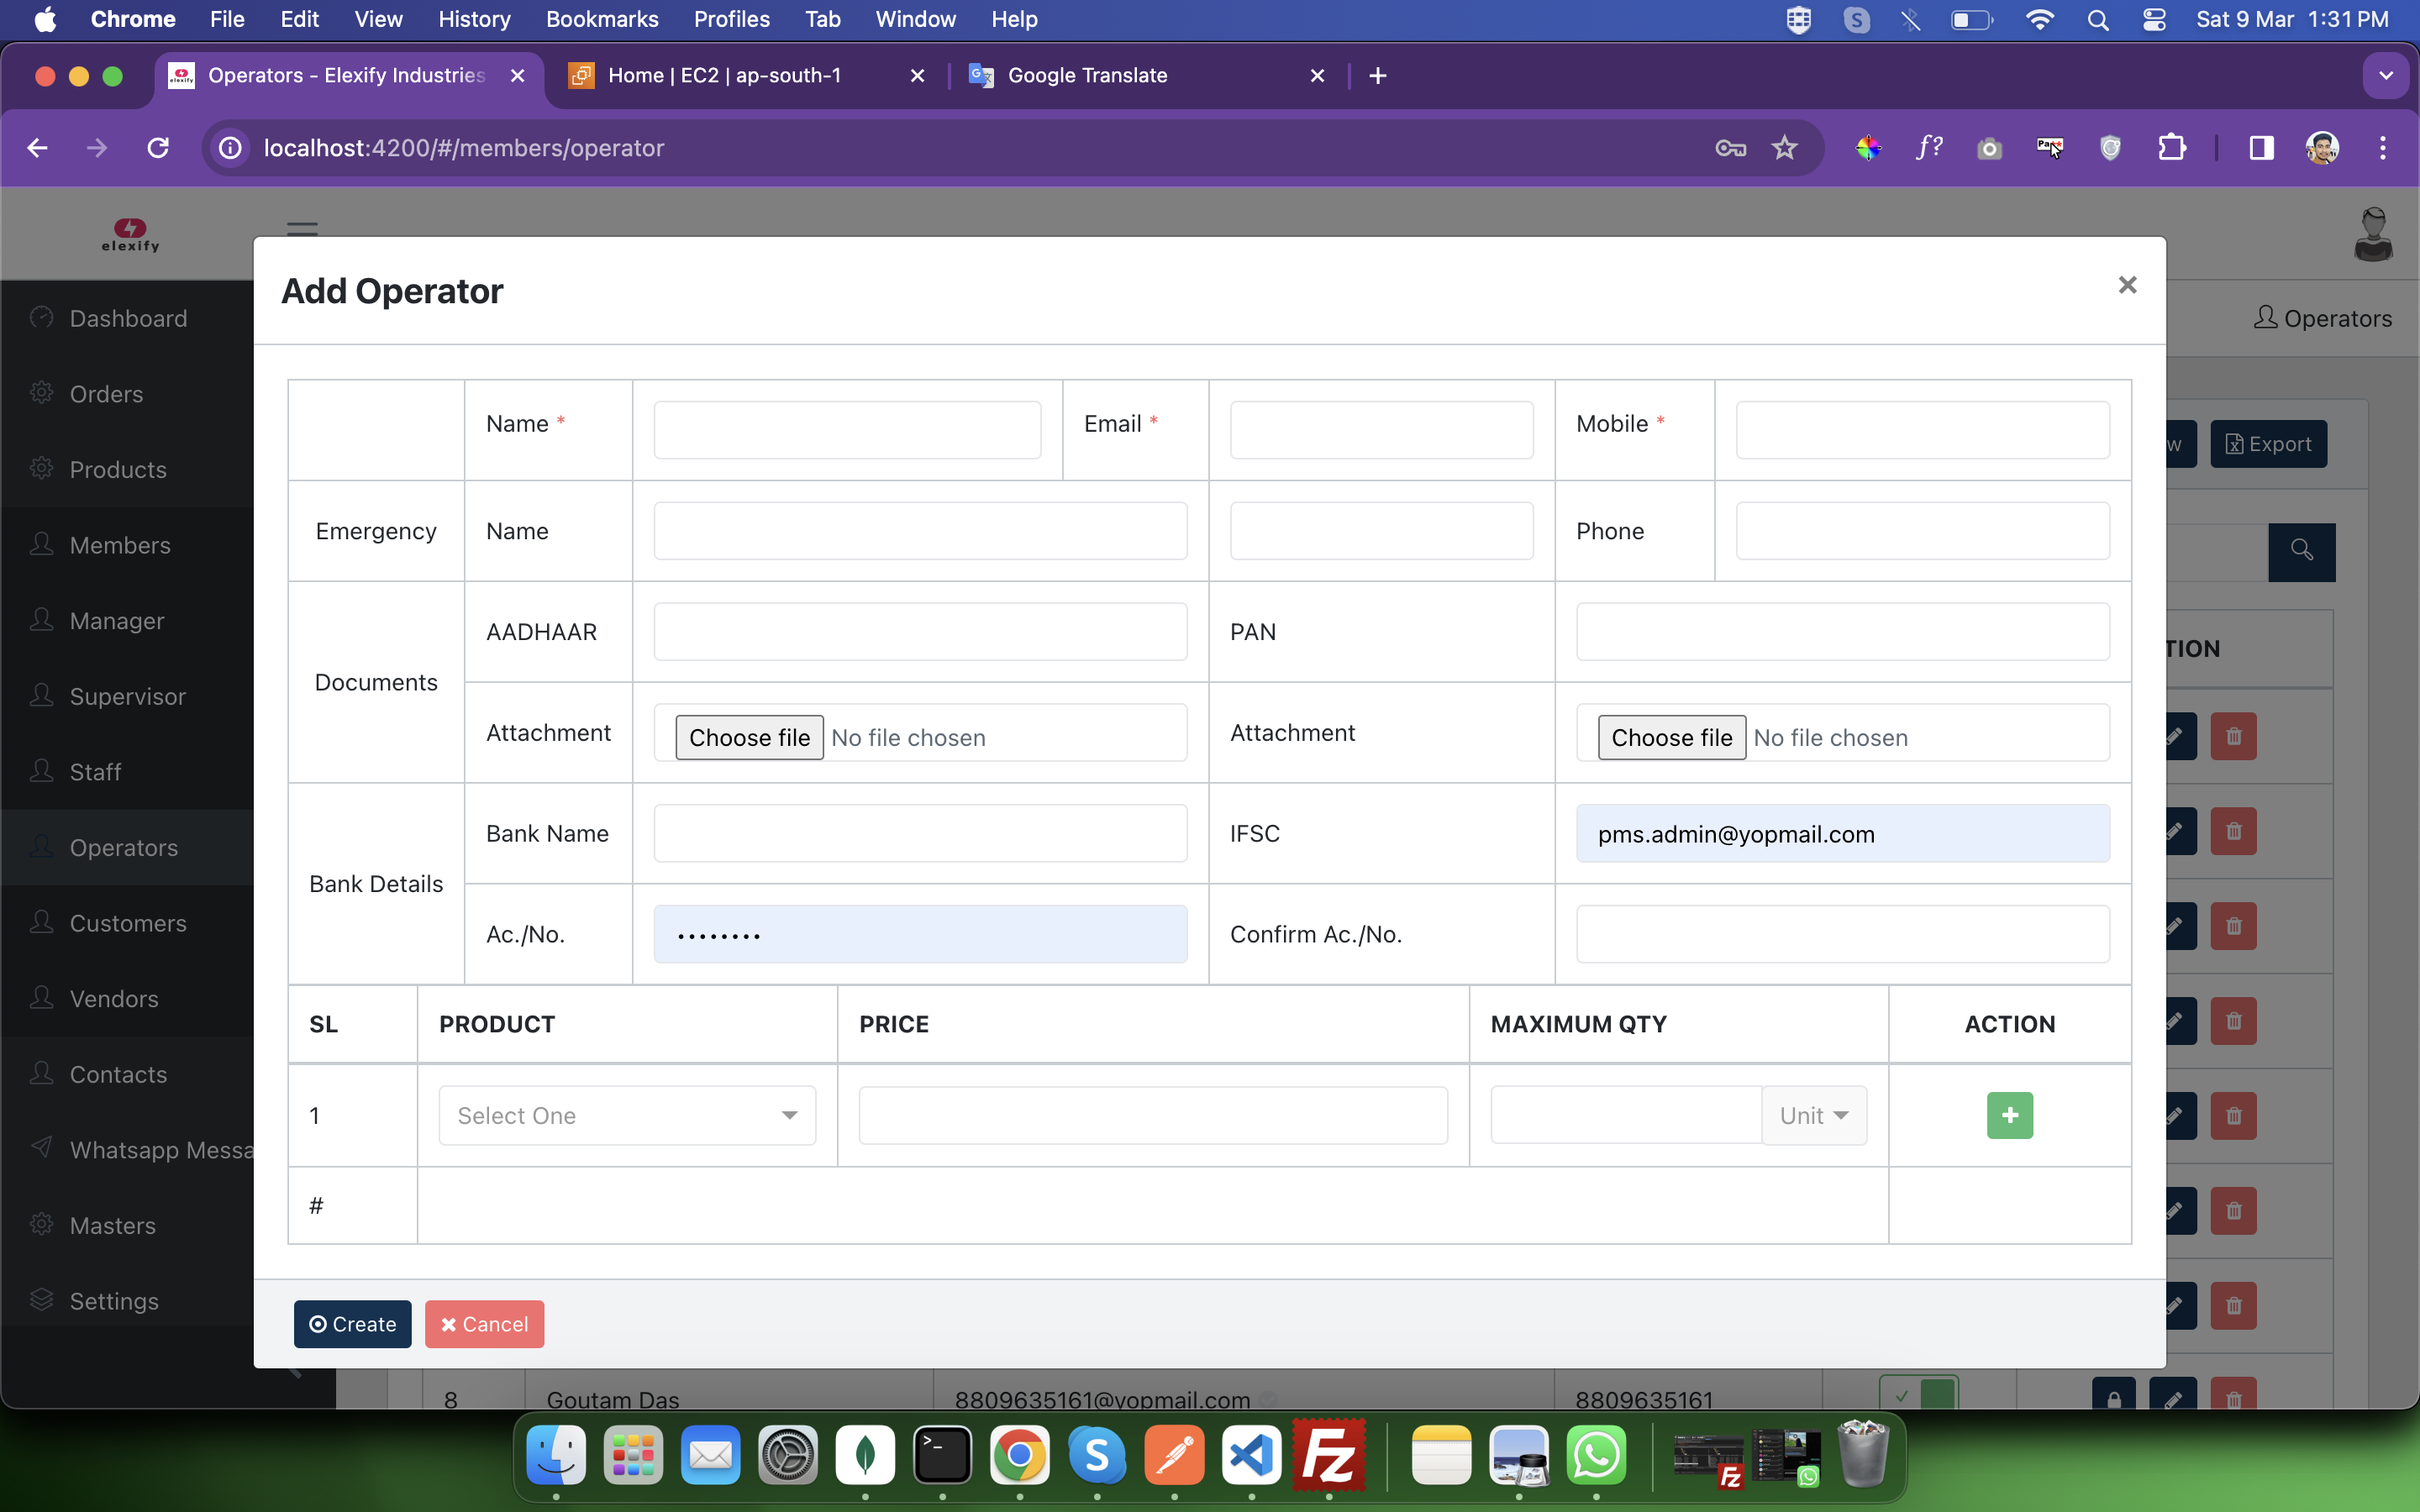 Chrome File Edit View History Bookmarks Profiles Tab Window Help Sat 9 Mar 1:31 PM
Operators - Elexify Industries Home | EC2 | ap-south-1 Google Translate
localhost:4200/#/members/operator
elexify
Add Operator
Dashboard
Orders
Products
Members
Manager
Supervisor
Staff
Operators
Customers
Vendors
Contacts
Whatsapp Messa
Masters
Settings
Operators
w Export
TION
Name * Email * Mobile *
Emergency Name Phone
Documents
AADHAAR PAN
Attachment Choose file No file chosen Attachment Choose file No file chosen
Bank Details
Bank Name IFSC pms.admin@yopmail.com
Ac./No. •••••••• Confirm Ac./No.
SL PRODUCT PRICE MAXIMUM QTY ACTION
1 Select One Unit
#
Create Cancel
8 Goutam Das 8809635161@yopmail.com 8809635161